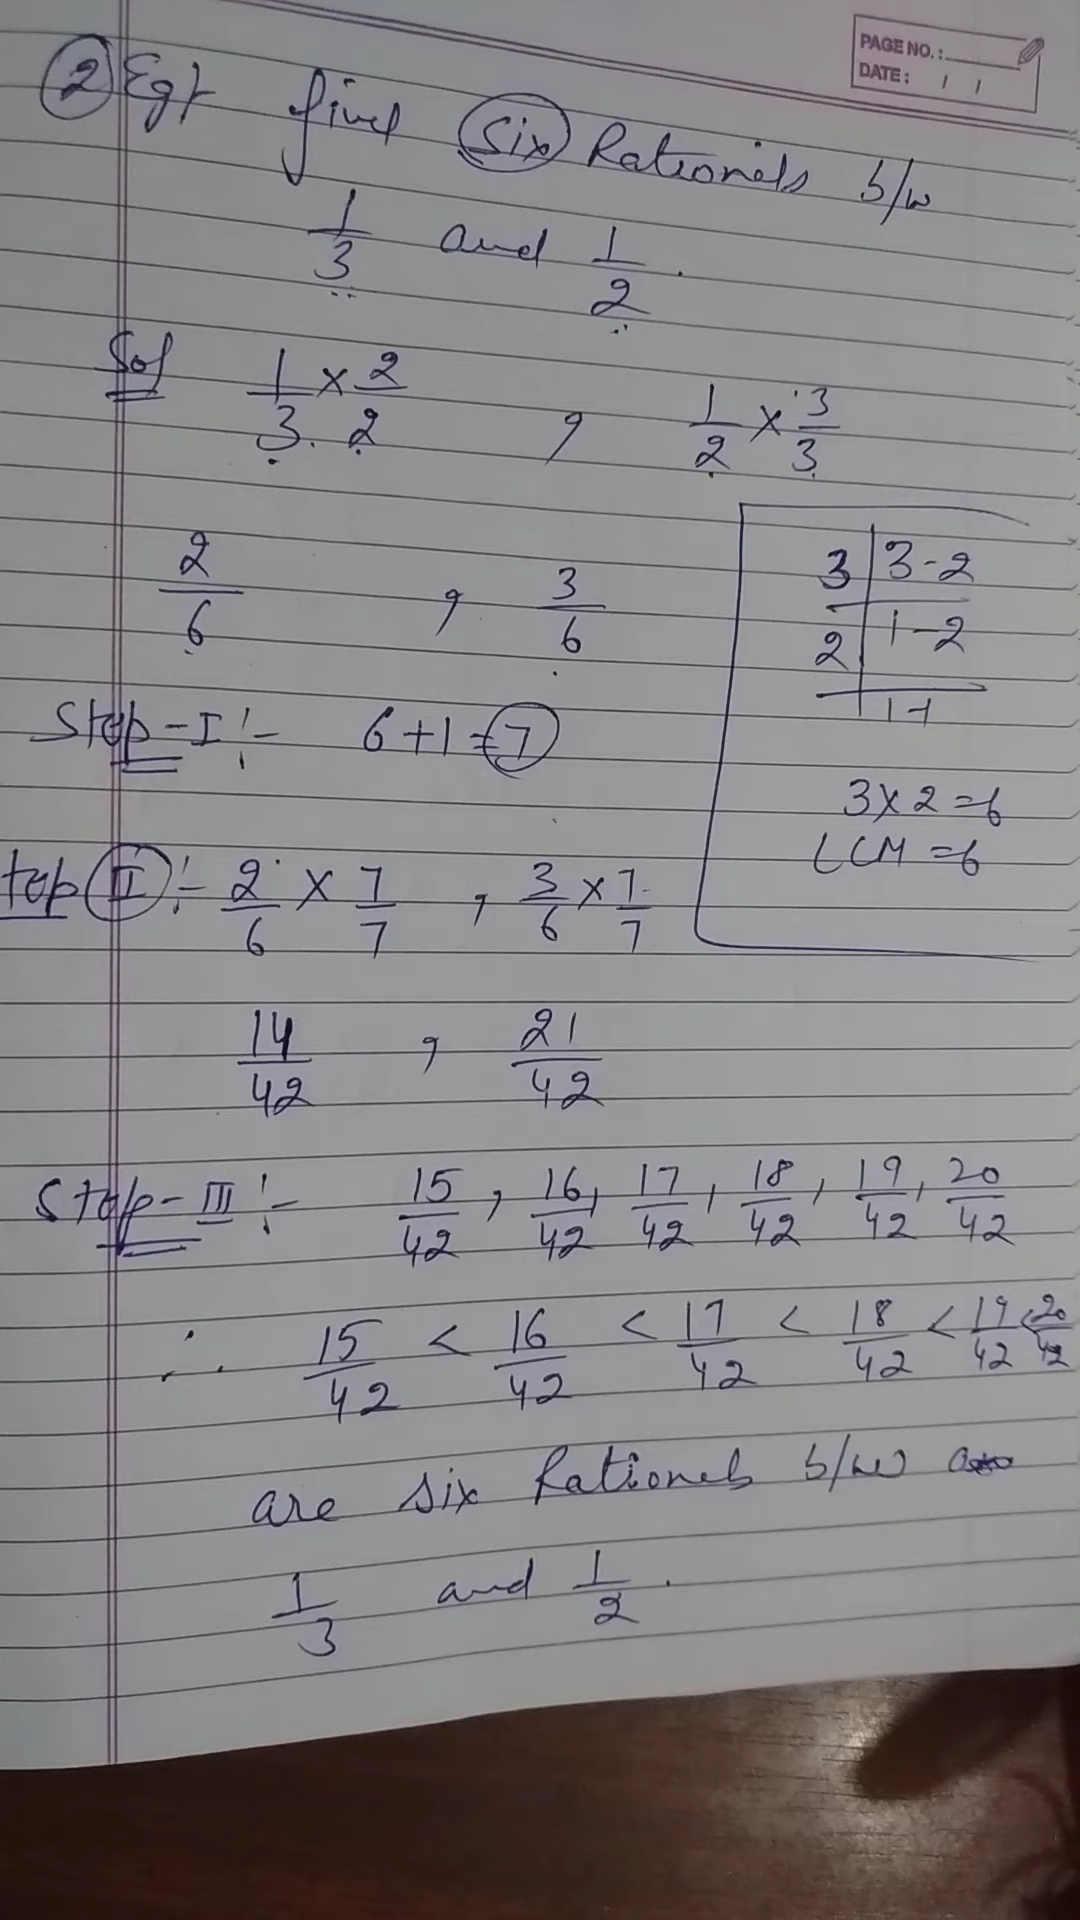 PAGE NO.:
DATE: / /
② Eg:- find six Rationals b/w
1/3 and 1/2.
Sol 1/3 × 2/2 , 1/2 × 3/3
2/6 , 3/6
3 | 3-2
2 | 1-2
1-1
3×2=6
LCM=6
Step-I:- 6+1=7
tep II:- 2/6 × 7/7 , 3/6 × 7/7
14/42 , 21/42
Step-III:- 15/42, 16/42, 17/42, 18/42, 19/42, 20/42
∴ 15/42 < 16/42 < 17/42 < 18/42 < 19/42 < 20/42
are six Rationals b/w
1/3 and 1/2.